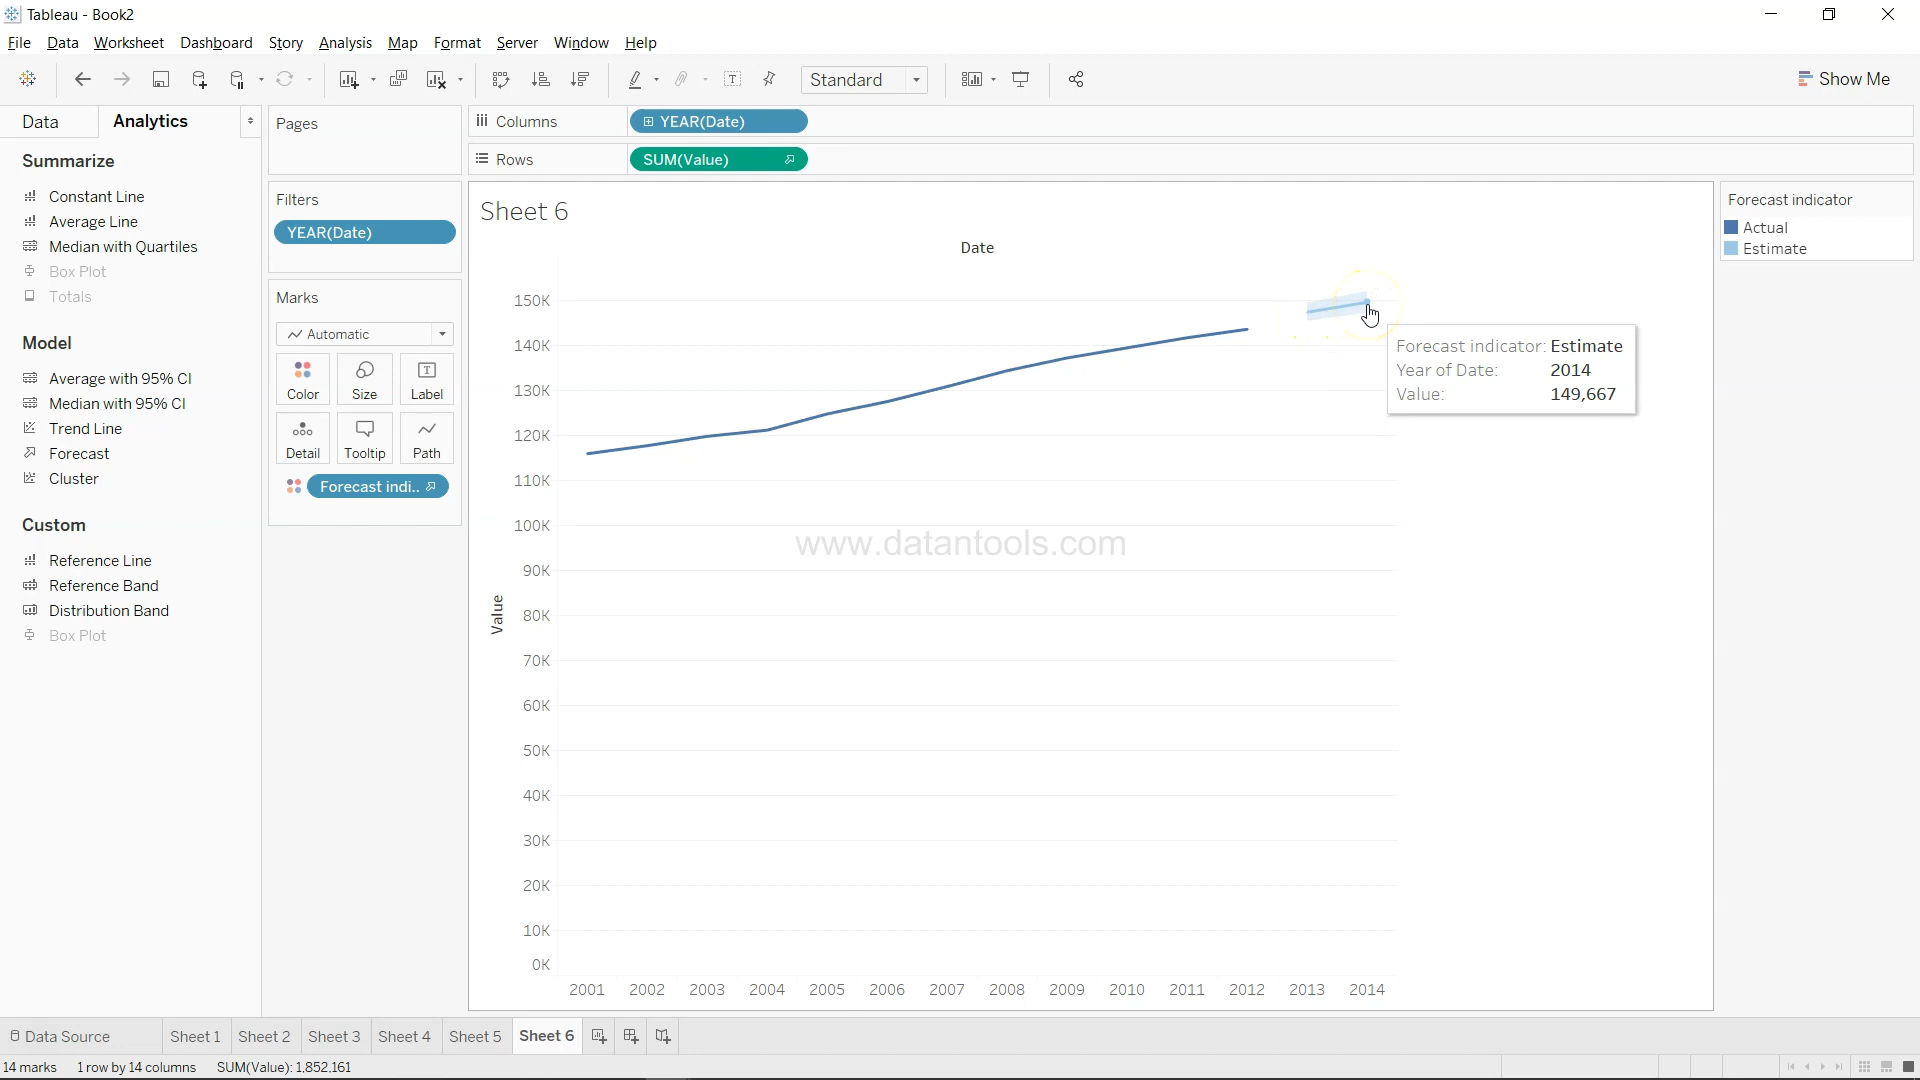 Tableau - Book2
File Data Worksheet Dashboard Story Analysis Map Format Server Window Help
Standard
Show Me
Data Analytics
Pages
Columns YEAR(Date)
Rows SUM(Value)
Summarize
Constant Line
Average Line
Median with Quartiles
Box Plot
Totals
Model
Average with 95% CI
Median with 95% CI
Trend Line
Forecast
Cluster
Custom
Reference Line
Reference Band
Distribution Band
Box Plot
Filters
YEAR(Date)
Marks
Automatic
Color Size Label
Detail Tooltip Path
Forecast indi..
Sheet 6
Date
150K
140K
130K
120K
110K
100K
90K
80K
70K
60K
50K
40K
30K
20K
10K
0K
Value
2001 2002 2003 2004 2005 2006 2007 2008 2009 2010 2011 2012 2013 2014
www.datantools.com
Forecast indicator: Estimate
Year of Date: 2014
Value: 149,667
Forecast indicator
Actual
Estimate
Data Source Sheet 1 Sheet 2 Sheet 3 Sheet 4 Sheet 5 Sheet 6
14 marks 1 row by 14 columns SUM(Value): 1,852,161